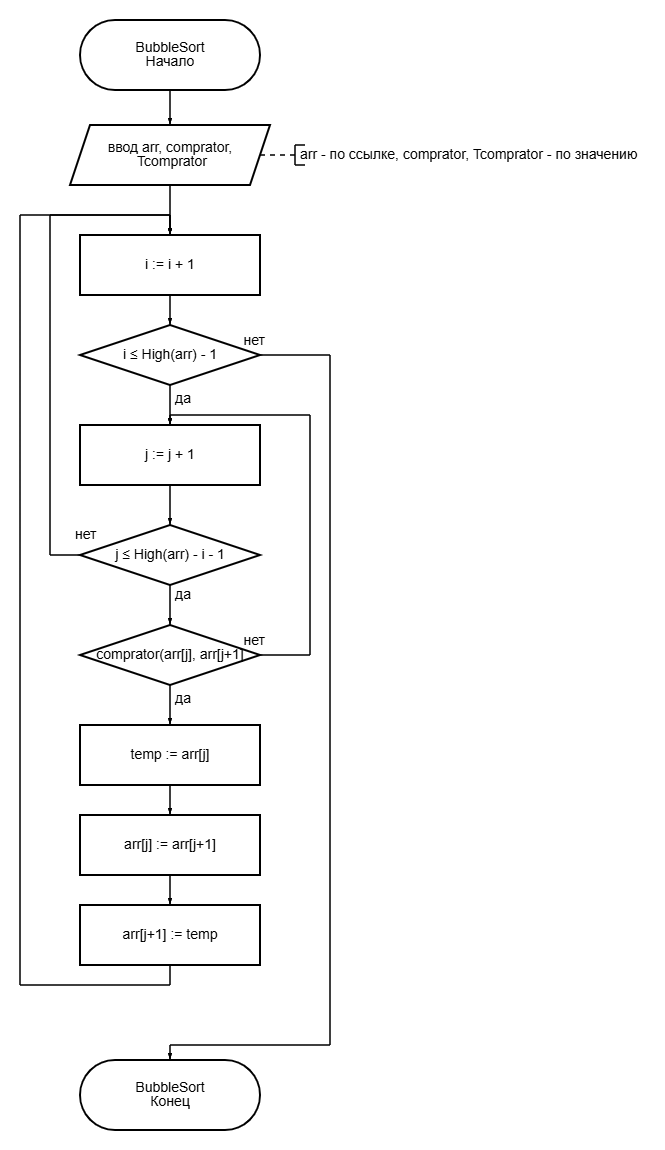 BubbleSort
Начало
ввод arr, comprator,
Tcomprator
arr - по ссылке, comprator, Tcomprator - по значению
i := i + 1
i ≤ High(arr) - 1
нет
да
j := j + 1
нет
j ≤ High(arr) - i - 1
да
comprator(arr[j], arr[j+1]
нет
да
temp := arr[j]
arr[j] := arr[j+1]
arr[j+1] := temp
BubbleSort
Конец